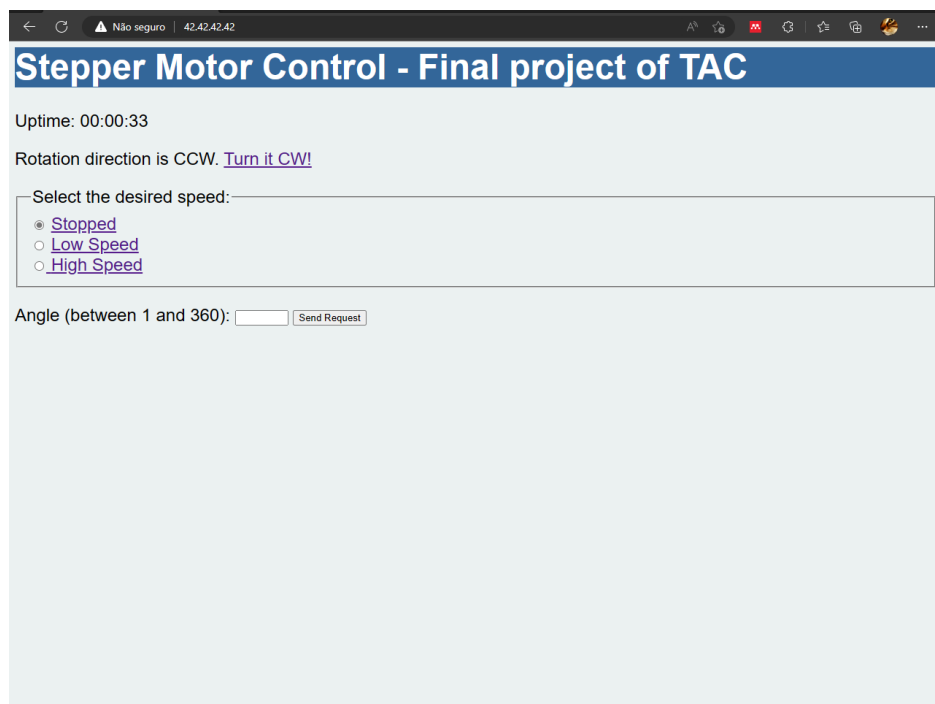 Não seguro | 42.42.42.42
Stepper Motor Control - Final project of TAC
Uptime: 00:00:33
Rotation direction is CCW. Turn it CW!
Select the desired speed:
Stopped
Low Speed
High Speed
Angle (between 1 and 360): Send Request